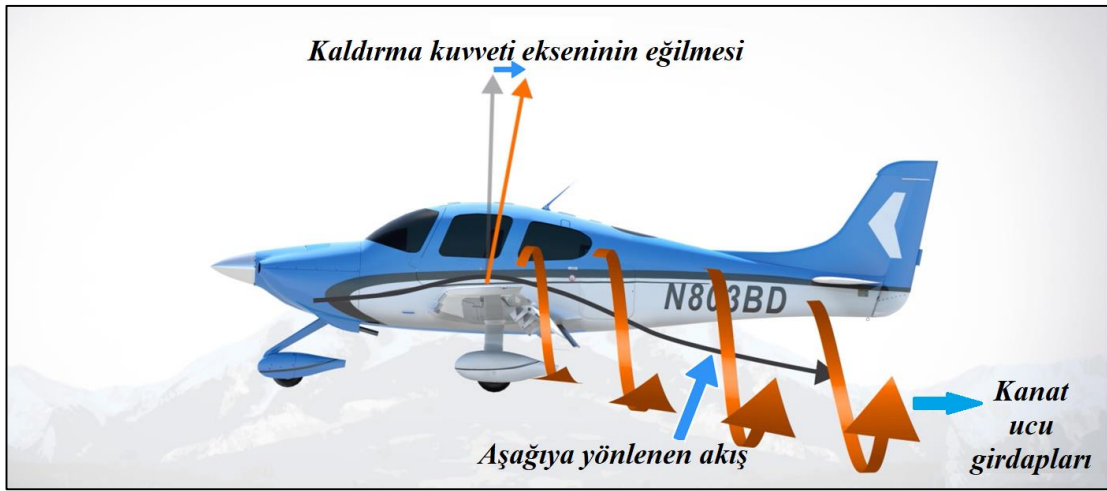 Kaldırma kuvveti ekseninin eğilmesi
N803BD
Aşağıya yönlenen akış
Kanat
ucu
girdapları